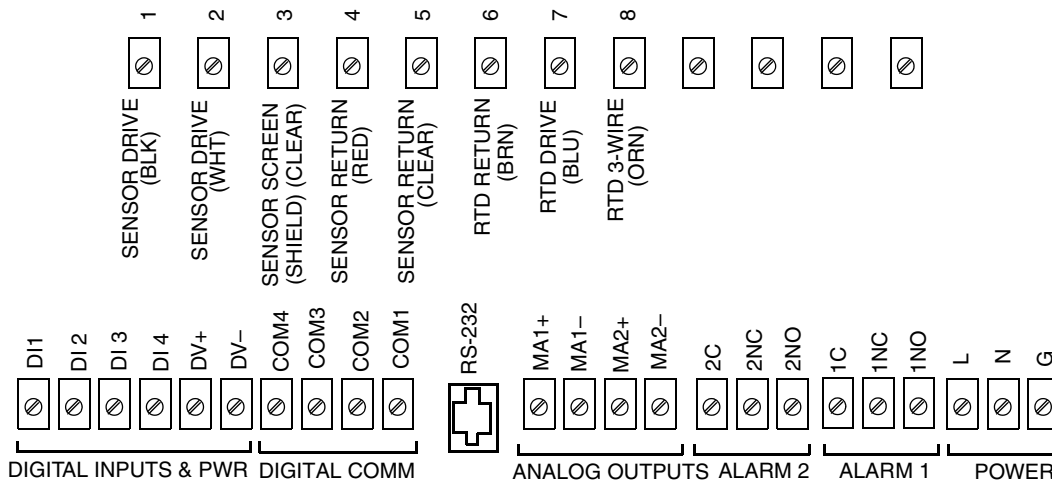 1
2
3
4
5
6
7
8
SENSOR DRIVE
(BLK)
SENSOR DRIVE
(WHT)
SENSOR SCREEN
(SHIELD) (CLEAR)
SENSOR RETURN
(RED)
SENSOR RETURN
(CLEAR)
RTD RETURN
(BRN)
RTD DRIVE
(BLU)
RTD 3-WIRE
(ORN)
DI1
DI 2
DI 3
DI 4
DV+
DV–
COM4
COM3
COM2
COM1
RS-232
MA1+
MA1–
MA2+
MA2–
2C
2NC
2NO
1C
1NC
1NO
L
N
G
DIGITAL INPUTS & PWR
DIGITAL COMM
ANALOG OUTPUTS
ALARM 2
ALARM 1
POWER